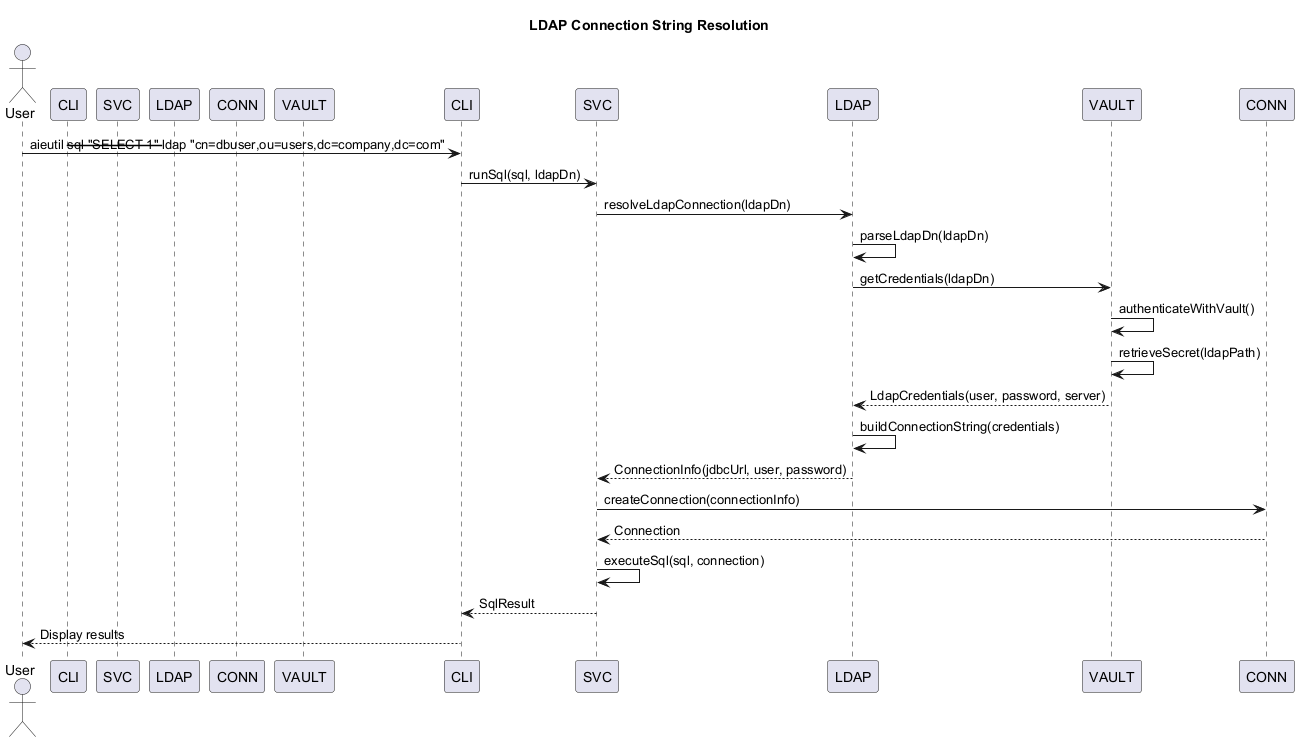 LDAP Connection String Resolution
User
CLI SVC LDAP CONN VAULT CLI SVC LDAP VAULT CONN
aieutil sql "SELECT 1" ldap "cn=dbuser,ou=users,dc=company,dc=com"
runSql(sql, ldapDn)
resolveLdapConnection(ldapDn)
parseLdapDn(ldapDn)
getCredentials(ldapDn)
authenticateWithVault()
retrieveSecret(ldapPath)
LdapCredentials(user, password, server)
buildConnectionString(credentials)
ConnectionInfo(jdbcUrl, user, password)
createConnection(connectionInfo)
Connection
executeSql(sql, connection)
SqlResult
Display results
User
CLI SVC LDAP CONN VAULT CLI SVC LDAP VAULT CONN